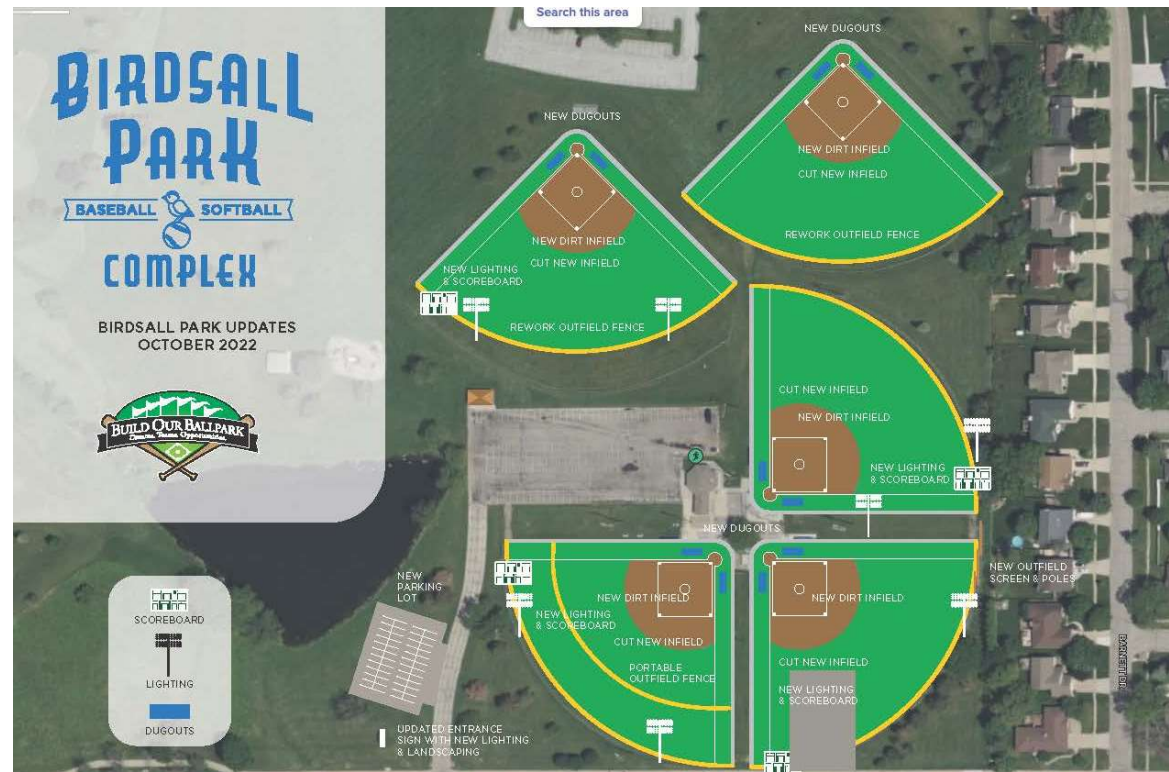 Search this area
BIRDSALL
PARK
BASEBALL SOFTBALL
COMPLEX
BIRDSALL PARK UPDATES
OCTOBER 2022
BUILD OUR BALLPARK
Dreams. Teams. Opportunities.
NEW DUGOUTS
NEW DIRT INFIELD
CUT NEW INFIELD
REWORK OUTFIELD FENCE
NEW DUGOUTS
NEW DIRT INFIELD
CUT NEW INFIELD
NEW LIGHTING
& SCOREBOARD
REWORK OUTFIELD FENCE
CUT NEW INFIELD
NEW DIRT INFIELD
NEW LIGHTING
& SCOREBOARD
NEW DUGOUTS
NEW OUTFIELD
SCREEN & POLES
NEW DIRT INFIELD
NEW LIGHTING
& SCOREBOARD
CUT NEW INFIELD
PORTABLE
OUTFIELD FENCE
NEW DIRT INFIELD
CUT NEW INFIELD
NEW LIGHTING
& SCOREBOARD
NEW
PARKING
LOT
UPDATED ENTRANCE
SIGN WITH NEW LIGHTING
& LANDSCAPING
SCOREBOARD
LIGHTING
DUGOUTS